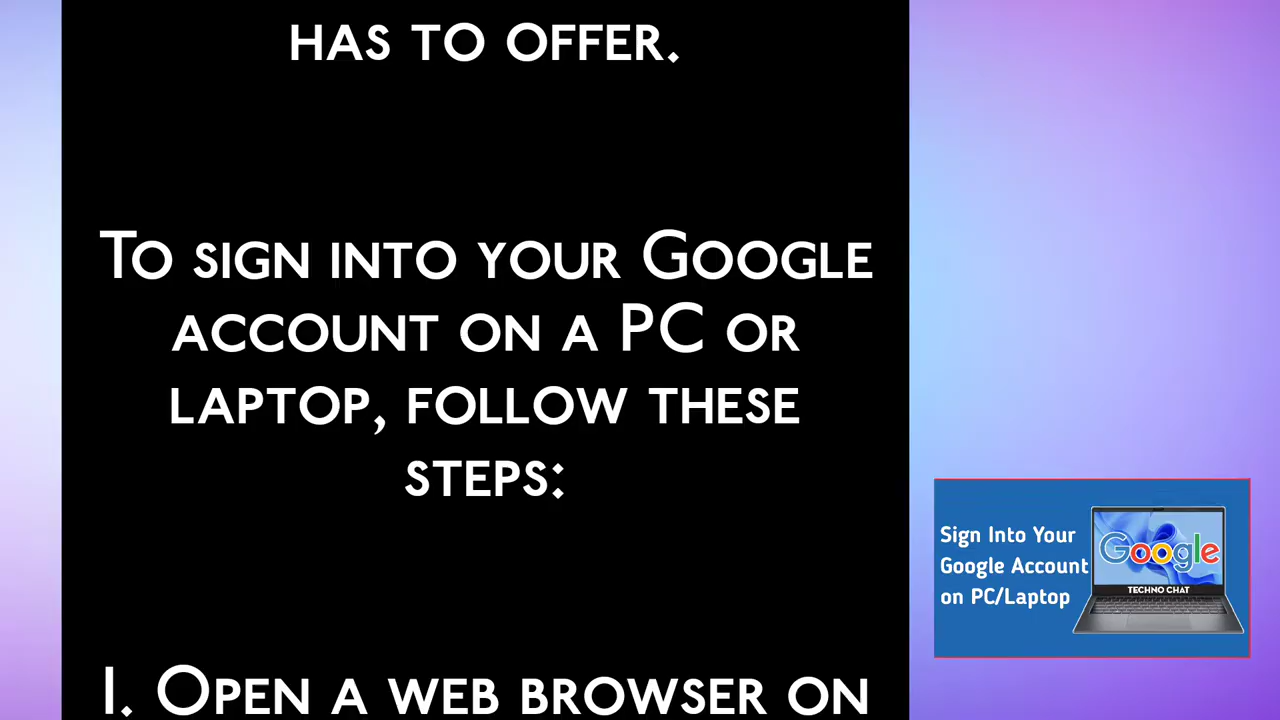 HAS TO OFFER.
TO SIGN INTO YOUR GOOGLE
ACCOUNT ON A PC OR
LAPTOP, FOLLOW THESE
STEPS:
1. OPEN A WEB BROWSER ON
Sign Into Your
Google Account
on PC/Laptop
Google
TECHNO CHAT